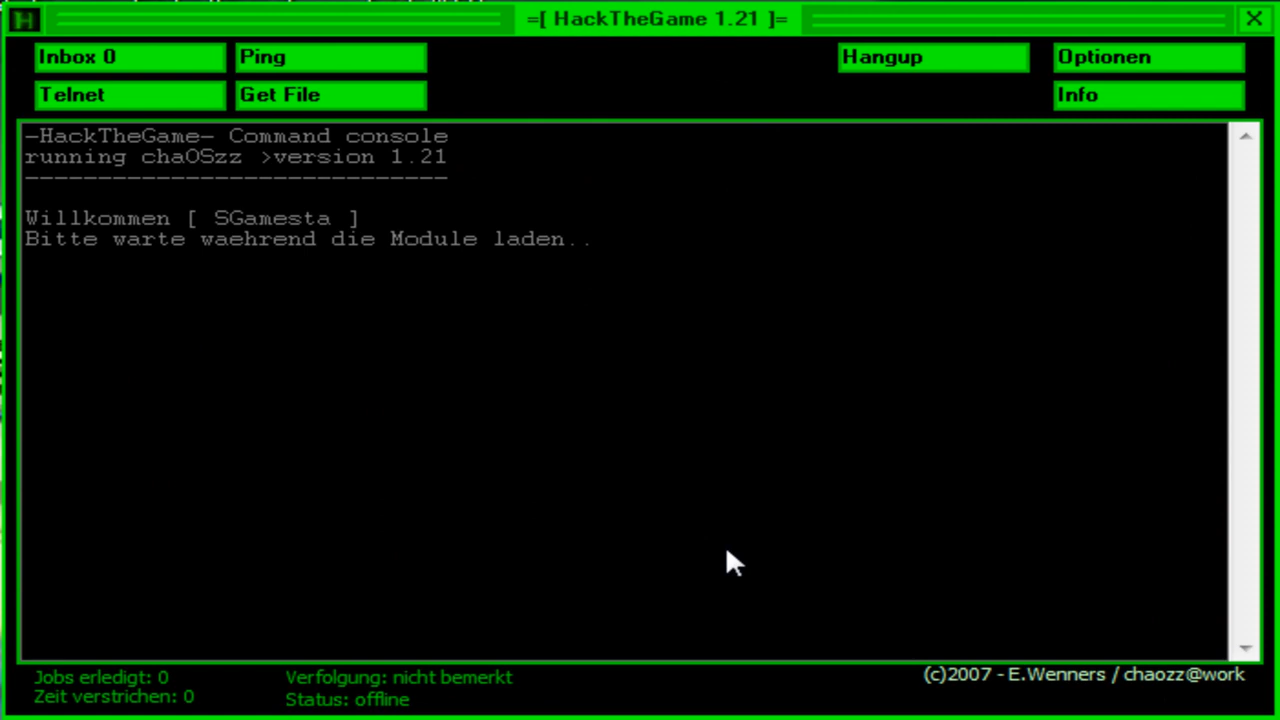 =[ HackTheGame 1.21 ]=
Inbox 0
Ping
Hangup
Optionen
Telnet
Get File
Info
-HackTheGame- Command console
running chaOSzz >version 1.21
-----------------------------
Willkommen [ SGamesta ]
Bitte warte waehrend die Module laden..
Jobs erledigt: 0
Verfolgung: nicht bemerkt
(c)2007 - E.Wenners / chaozz@work
Zeit verstrichen: 0
Status: offline